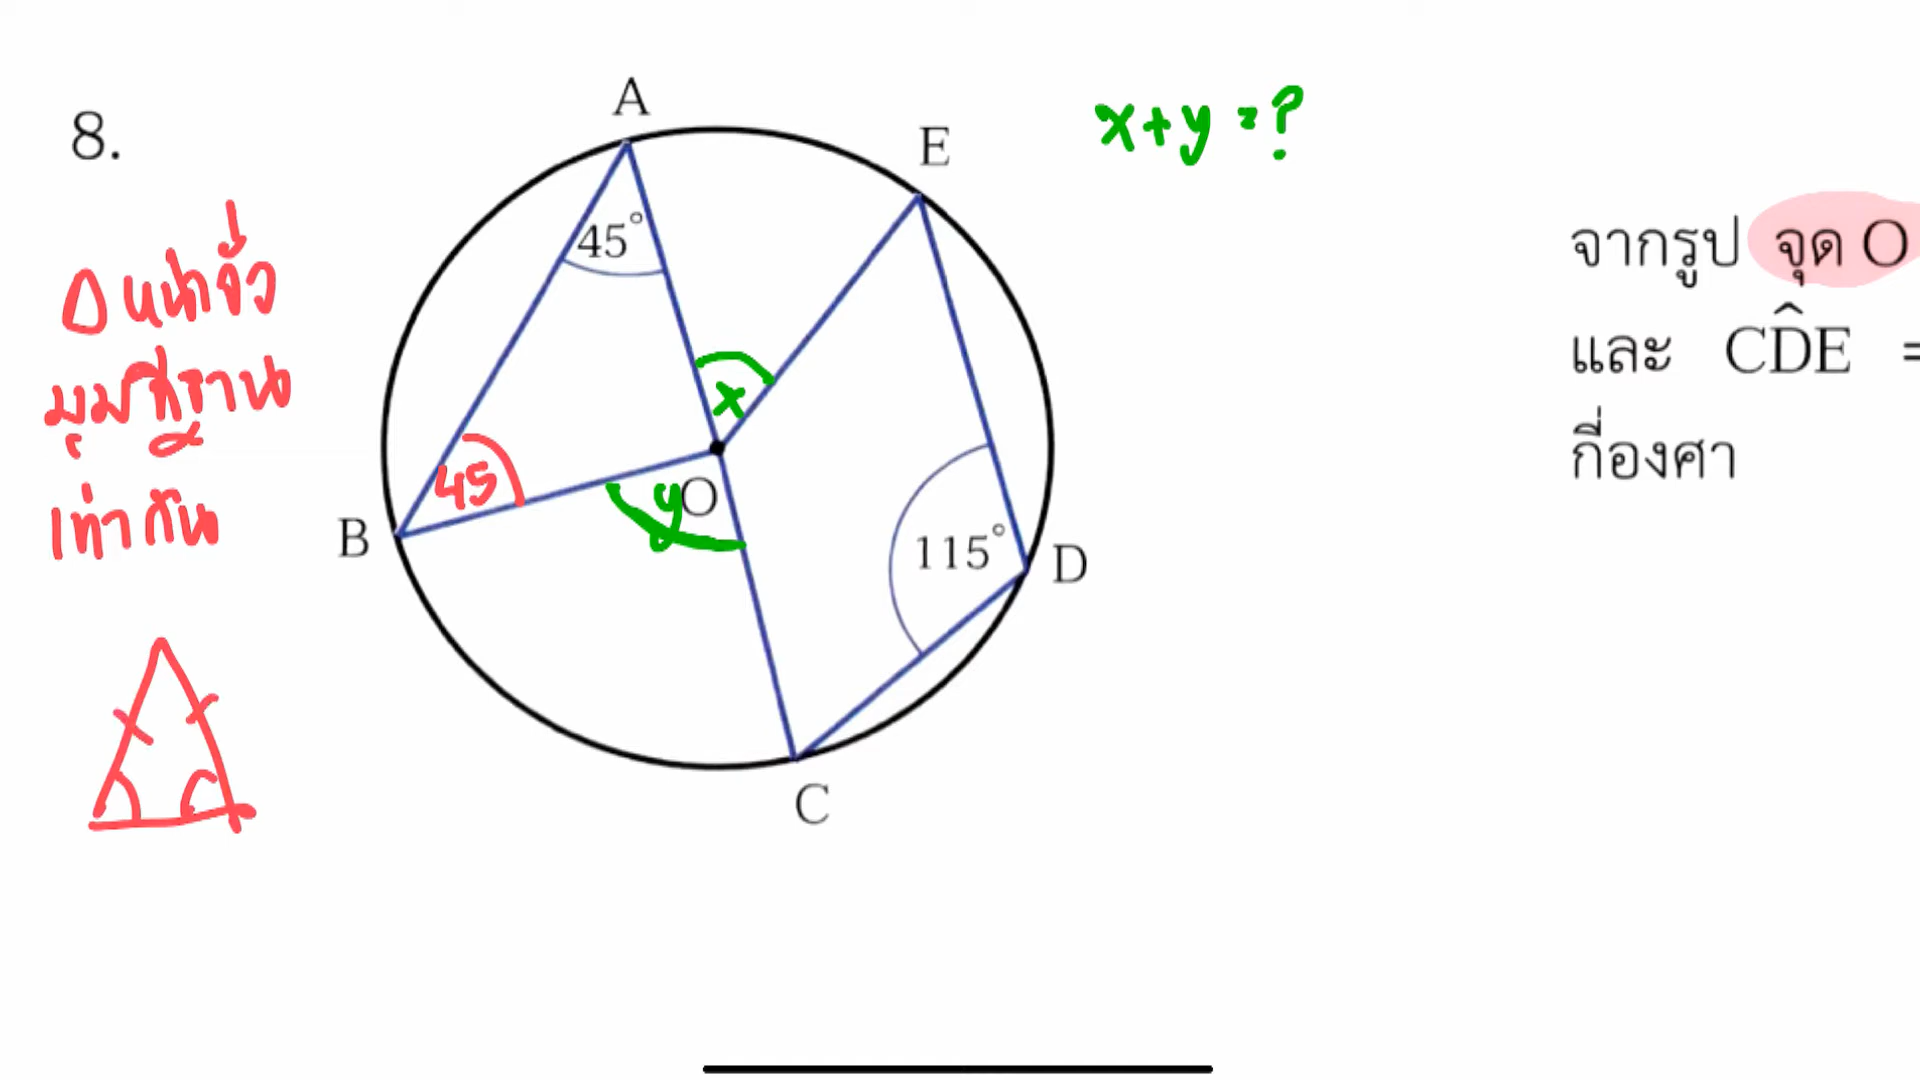 8.
A
E
x+y=?
45°
△หน้าจั่ว
มุมที่ฐาน
เท่ากัน
x
45
y
O
B
115°
D
C
จากรูป จุด O
และ CD̂E =
กี่องศา